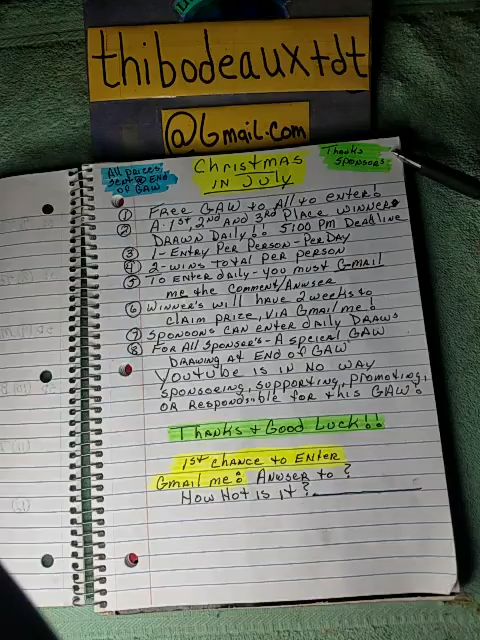 thibodeauxtdt
@Gmail.com
All prizes
sent @ END
OF GAW
Christmas
IN July
Thanks
SPONSORS
① FREE GAW to All to enter!
② A 1ST, 2ND AND 3RD PLACE WINNER
DRAWN DAILY!! 5:00 PM Deadline
③ 1-ENTRY PER PERSON-PER DAY
④ 2-WINS TOTAL PER PERSON
⑤ TO ENTER DAILY-YOU MUST GMAIL
me the COMMENT/ANWSER
⑥ WINNER'S WILL HAVE 2 WEEKS to
CLAIM PRIZE, VIA GMAIL me!
⑦ SPONSORS CAN ENTER DAILY DRAWS
⑧ FOR ALL SPONSER'S-A SPECIAL GAW
DRAWING AT END OF GAW
YOUTUBE IS IN NO WAY
SPONSERING, SUPPORTING, PROMOTING,
OR RESPONSIBLE FOR this GAW!
THANKS + GOOD LUCK!!
1ST CHANCE to ENTER
GMAIL me: ANWSER to?
HOW HOT IS IT?